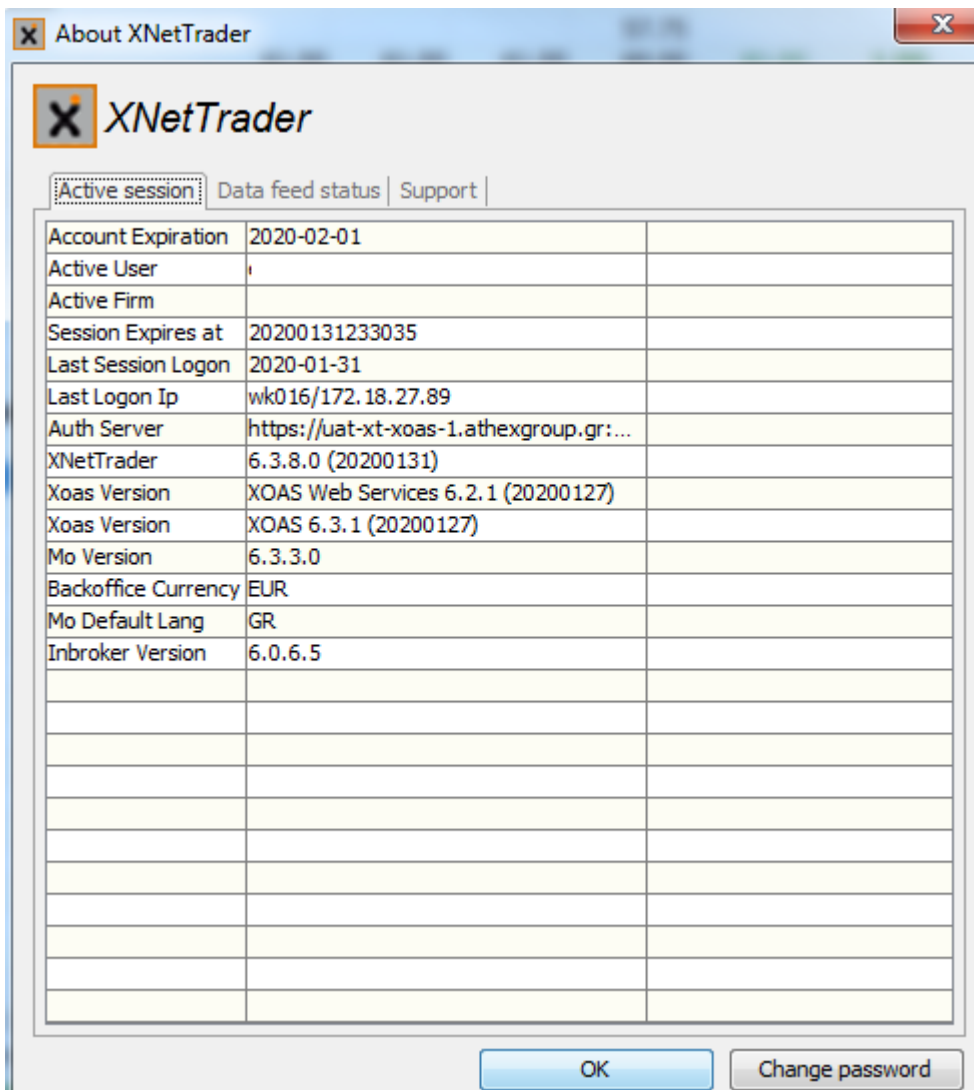 About XNetTrader
XNetTrader
Active session Data feed status Support
Account Expiration 2020-02-01
Active User
Active Firm
Session Expires at 20200131233035
Last Session Logon 2020-01-31
Last Logon Ip wk016/172.18.27.89
Auth Server https://uat-xt-xoas-1.athexgroup.gr:...
XNetTrader 6.3.8.0 (20200131)
Xoas Version XOAS Web Services 6.2.1 (20200127)
Xoas Version XOAS 6.3.1 (20200127)
Mo Version 6.3.3.0
Backoffice Currency EUR
Mo Default Lang GR
Inbroker Version 6.0.6.5
OK Change password